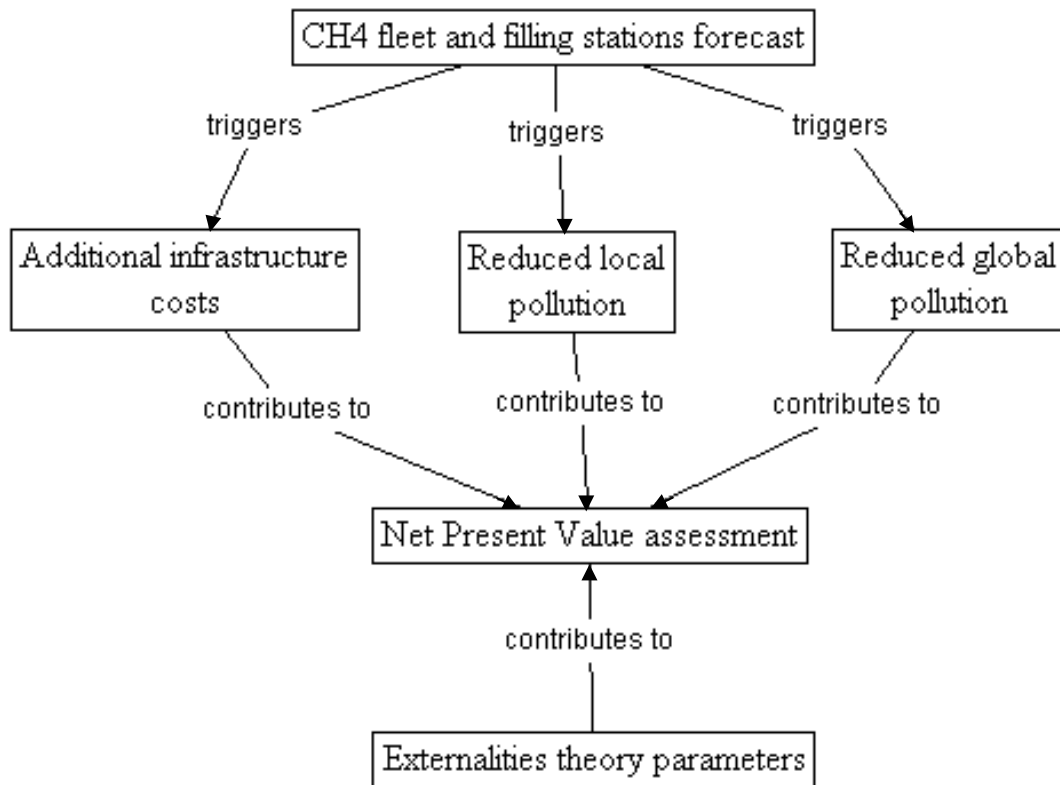 CH4 fleet and filling stations forecast
triggers
triggers
triggers
Additional infrastructure
costs
Reduced local
pollution
Reduced global
pollution
contributes to
contributes to
contributes to
Net Present Value assessment
contributes to
Externalities theory parameters